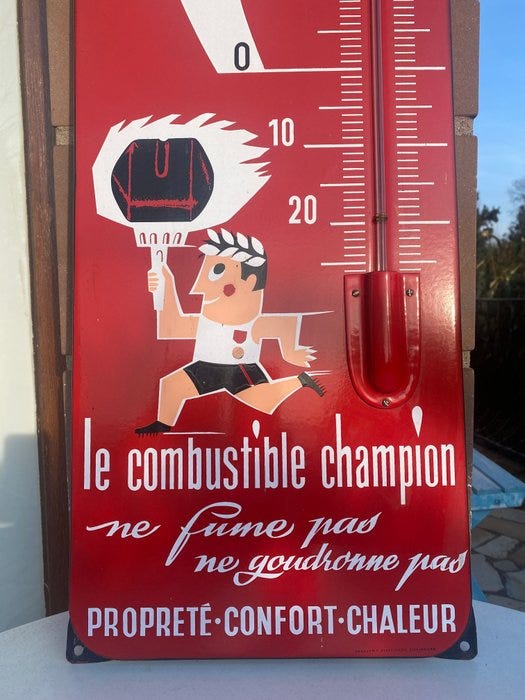 0
10
20
le combustible champion
ne fume pas
ne goudronne pas
PROPRETÉ·CONFORT·CHALEUR